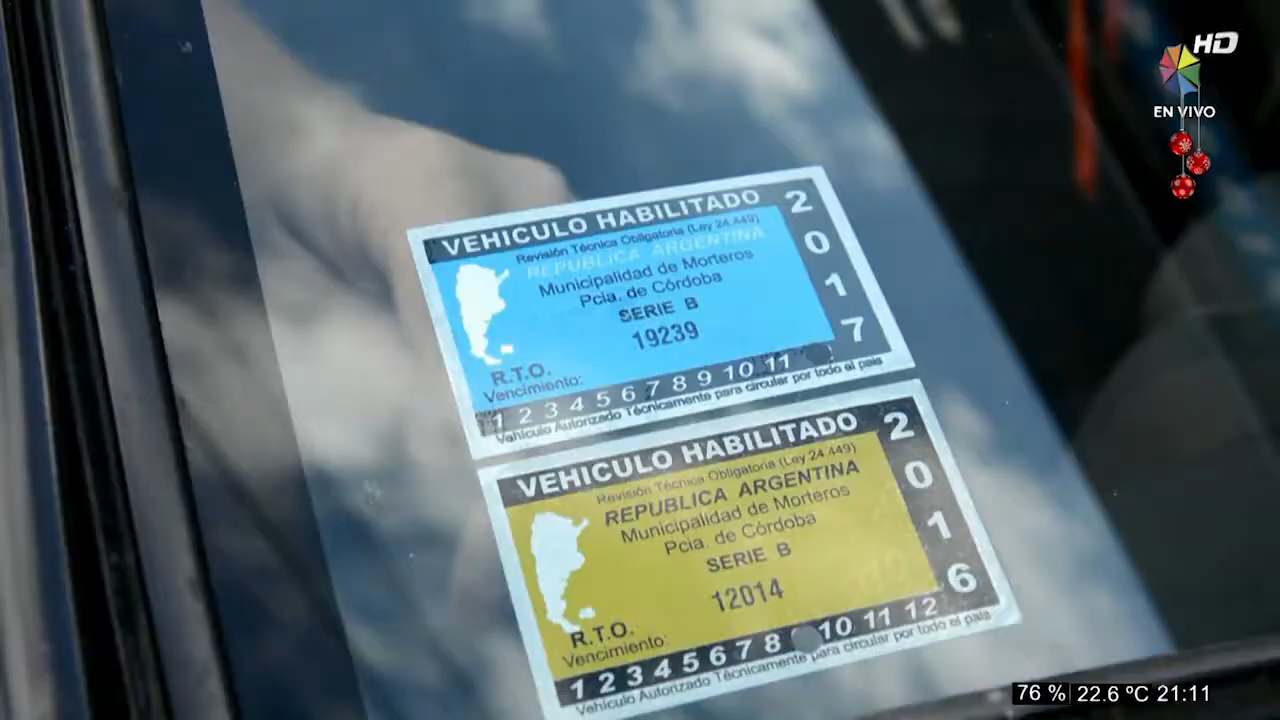 HD
EN VIVO
VEHICULO HABILITADO
2
0
1
7
Revisión Técnica Obligatoria (Ley 24.449)
REPUBLICA ARGENTINA
Municipalidad de Morteros
Pcia. de Córdoba
SERIE B
19239
R.T.O.
Vencimiento:
1 2 3 4 5 6 7 8 9 10 11
Vehículo Autorizado Técnicamente para circular por todo el país
VEHICULO HABILITADO
2
0
1
6
Revisión Técnica Obligatoria (Ley 24.449)
REPUBLICA ARGENTINA
Municipalidad de Morteros
Pcia. de Córdoba
SERIE B
12014
R.T.O.
Vencimiento:
1 2 3 4 5 6 7 8 10 11 12
Vehículo Autorizado Técnicamente para circular por todo el país
76 % 22.6 ºC 21:11